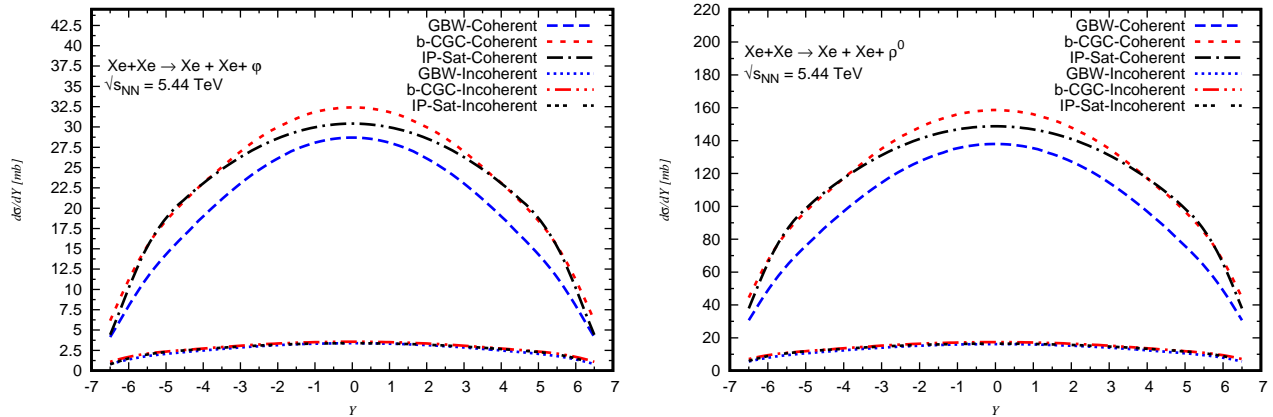 42.5
40
37.5
35
32.5
30
27.5
25
22.5
20
17.5
15
12.5
10
7.5
5
2.5
0
dσ/dY [mb]
-7 -6 -5 -4 -3 -2 -1 0 1 2 3 4 5 6 7
Y
Xe+Xe → Xe + Xe+ φ
√sNN = 5.44 TeV
GBW-Coherent
b-CGC-Coherent
IP-Sat-Coherent
GBW-Incoherent
b-CGC-Incoherent
IP-Sat-Incoherent
220
200
180
160
140
120
100
80
60
40
20
0
dσ/dY [mb]
-7 -6 -5 -4 -3 -2 -1 0 1 2 3 4 5 6 7
Y
Xe+Xe → Xe + Xe+ ρ⁰
√sNN = 5.44 TeV
GBW-Coherent
b-CGC-Coherent
IP-Sat-Coherent
GBW-Incoherent
b-CGC-Incoherent
IP-Sat-Incoherent